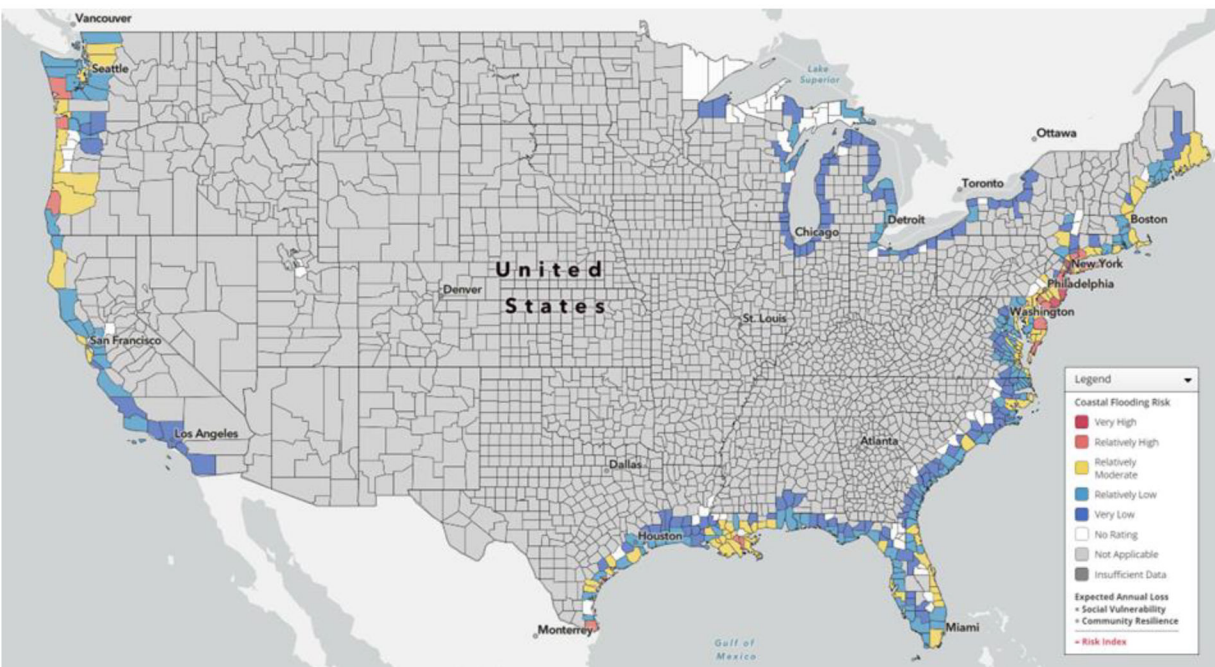 Vancouver
Seattle
Lake
Superior
Ottawa
Toronto
Boston
Detroit
Chicago
New York
United
States
Denver
Philadelphia
Washington
St. Louis
San Francisco
Los Angeles
Atlanta
Dallas
Houston
Monterrey
Miami
Gulf of
Mexico
Legend
Coastal Flooding Risk
Very High
Relatively High
Relatively
Moderate
Relatively Low
Very Low
No Rating
Not Applicable
Insufficient Data
Expected Annual Loss
× Social Vulnerability
÷ Community Resilience
= Risk Index